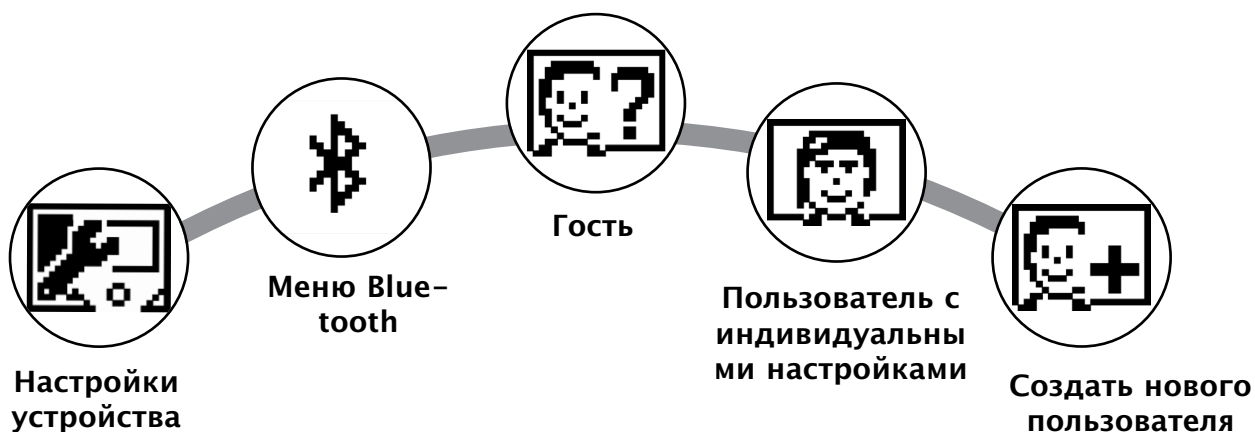 Настройки
устройства
Меню Blue-
tooth
Гость
Пользователь с
индивидуальны
ми настройками
Создать нового
пользователя